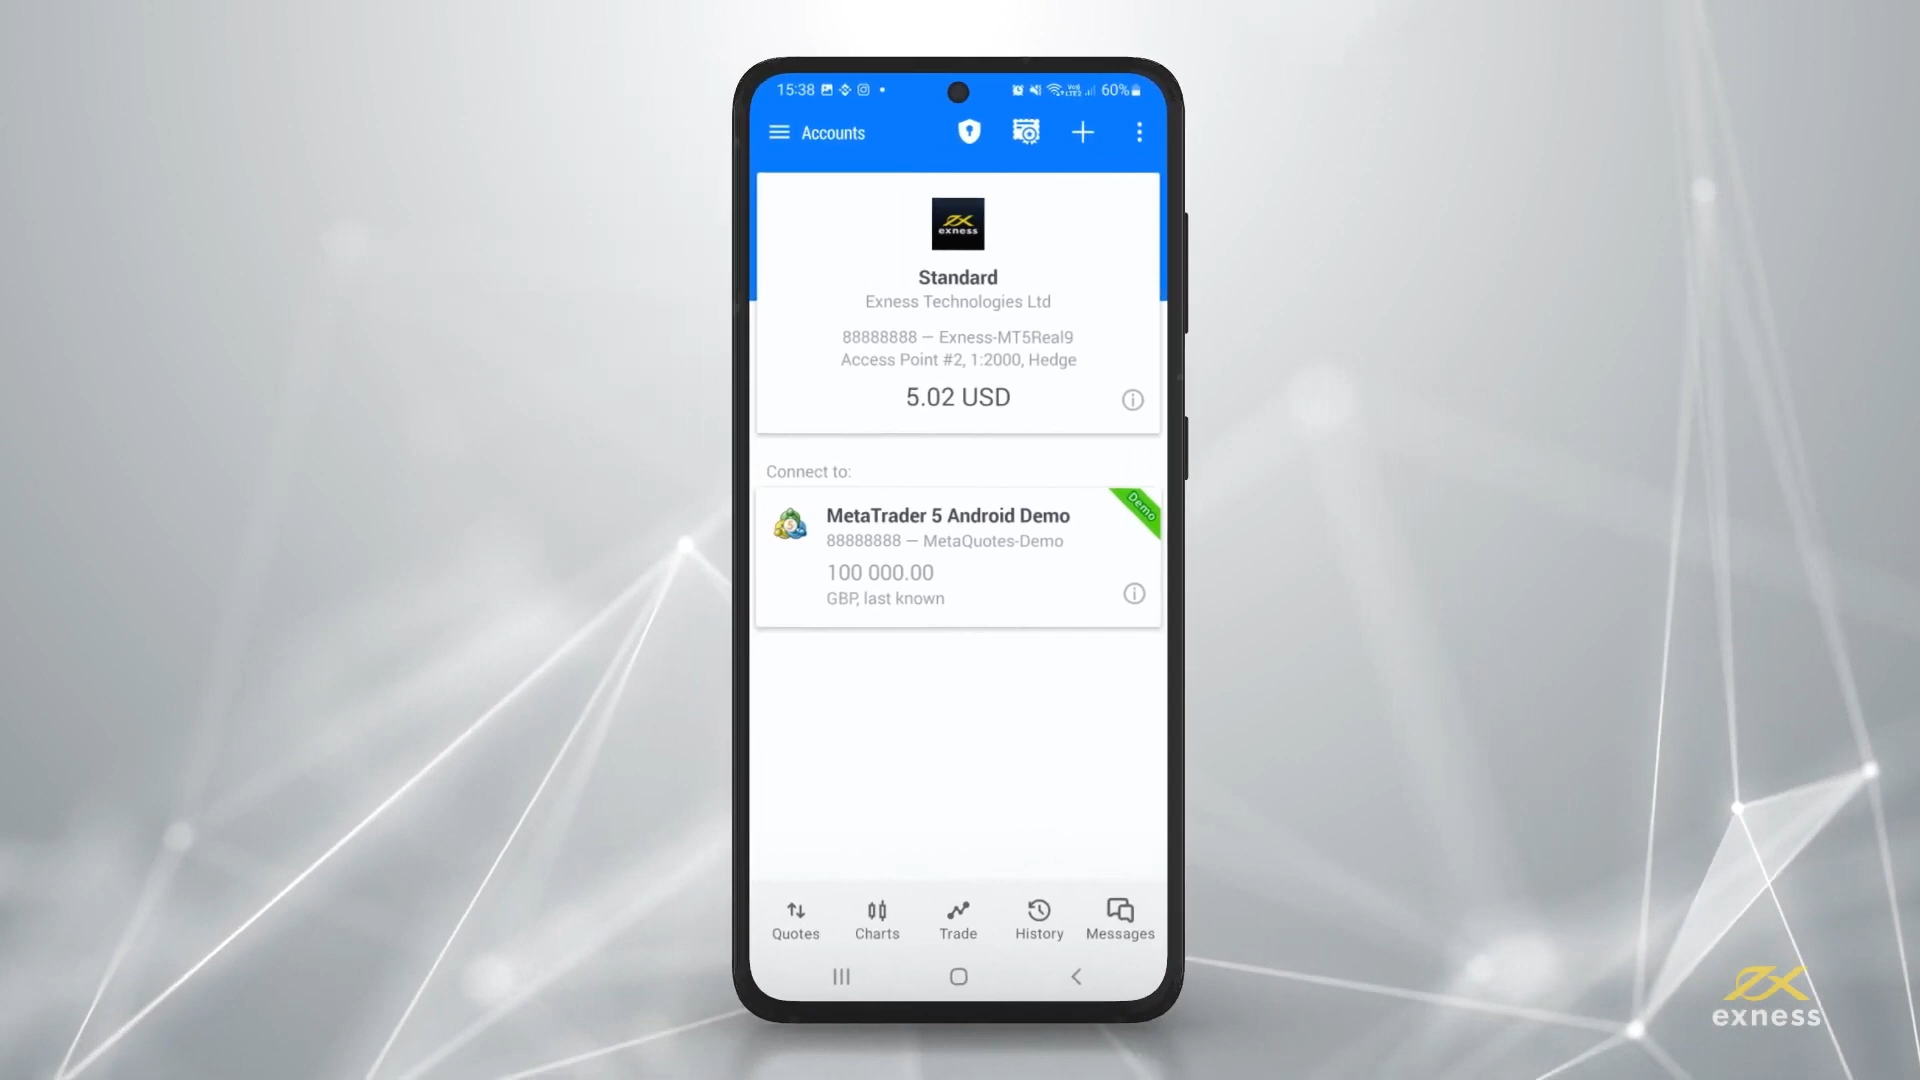 15:38
60%
Accounts
exness
Standard
Exness Technologies Ltd
88888888 — Exness-MT5Real9
Access Point #2, 1:2000, Hedge
5.02 USD
Connect to:
MetaTrader 5 Android Demo
Demo
88888888 — MetaQuotes-Demo
100 000.00
GBP, last known
Quotes
Charts
Trade
History
Messages
exness